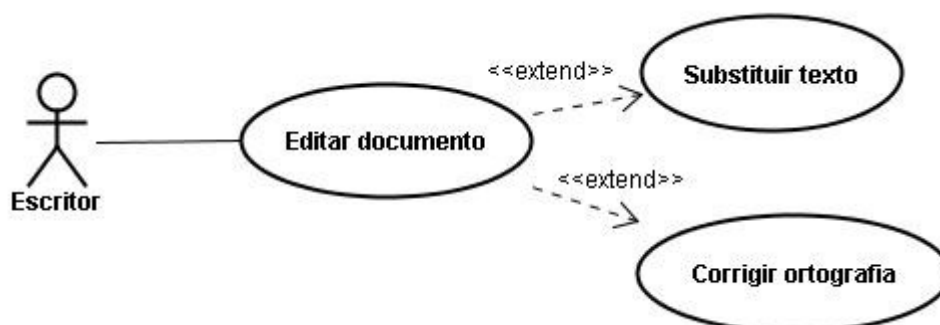 <<extend>>
Substituir texto
Editar documento
<<extend>>
Escritor
Corrigir ortografia